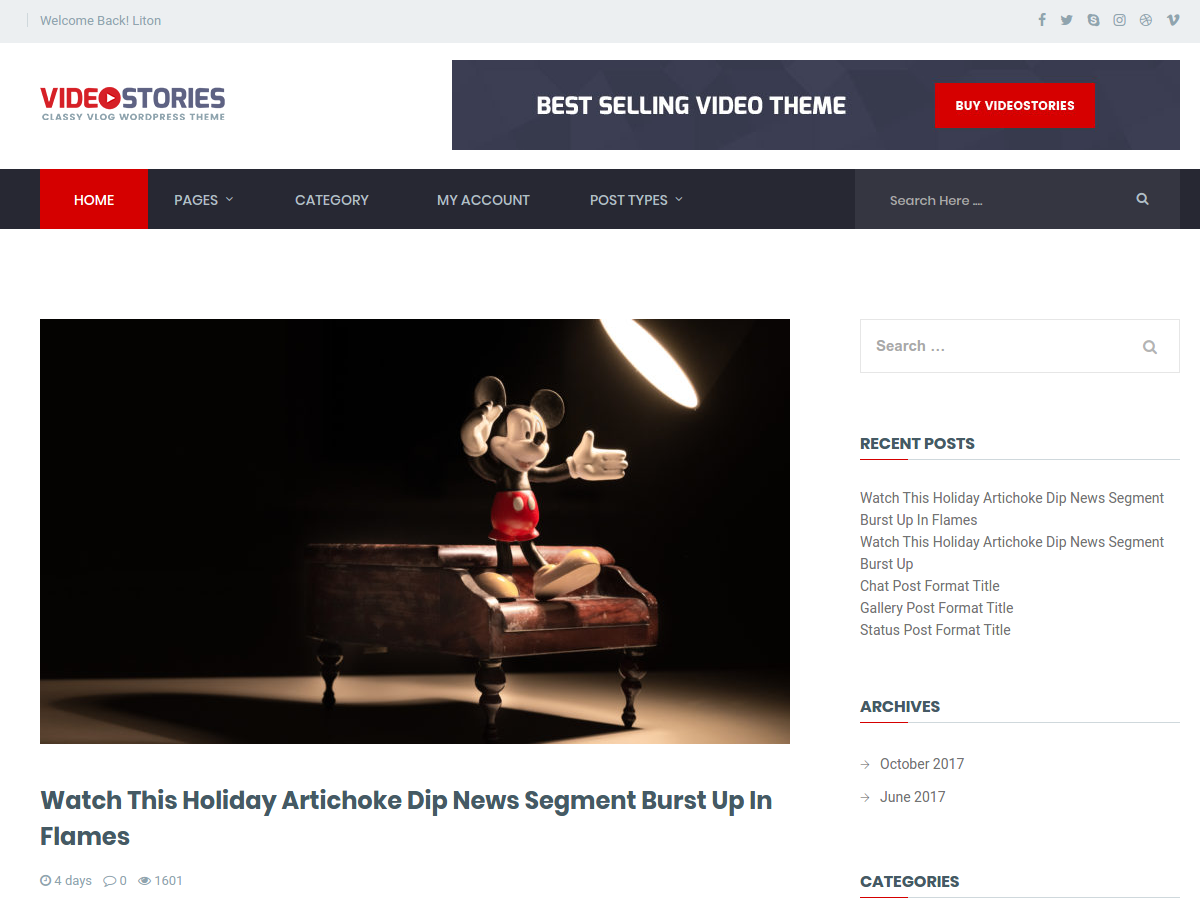 Welcome Back! Liton
VIDEOSTORIES
CLASSY VLOG WORDPRESS THEME
BEST SELLING VIDEO THEME
BUY VIDEOSTORIES
HOME
PAGES
CATEGORY
MY ACCOUNT
POST TYPES
Search Here ....
Search ...
RECENT POSTS
Watch This Holiday Artichoke Dip News Segment
Burst Up In Flames
Watch This Holiday Artichoke Dip News Segment
Burst Up
Chat Post Format Title
Gallery Post Format Title
Status Post Format Title
ARCHIVES
October 2017
June 2017
CATEGORIES
Watch This Holiday Artichoke Dip News Segment Burst Up In
Flames
4 days 0 1601